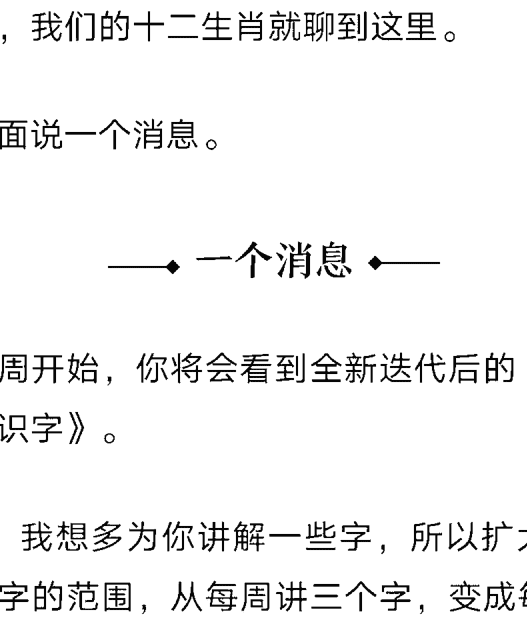 ，我们的十二生肖就聊到这里。
面说一个消息。
一个消息
周开始，你将会看到全新迭代后的
识字》。
我想多为你讲解一些字，所以扩大
字的范围，从每周讲三个字，变成每